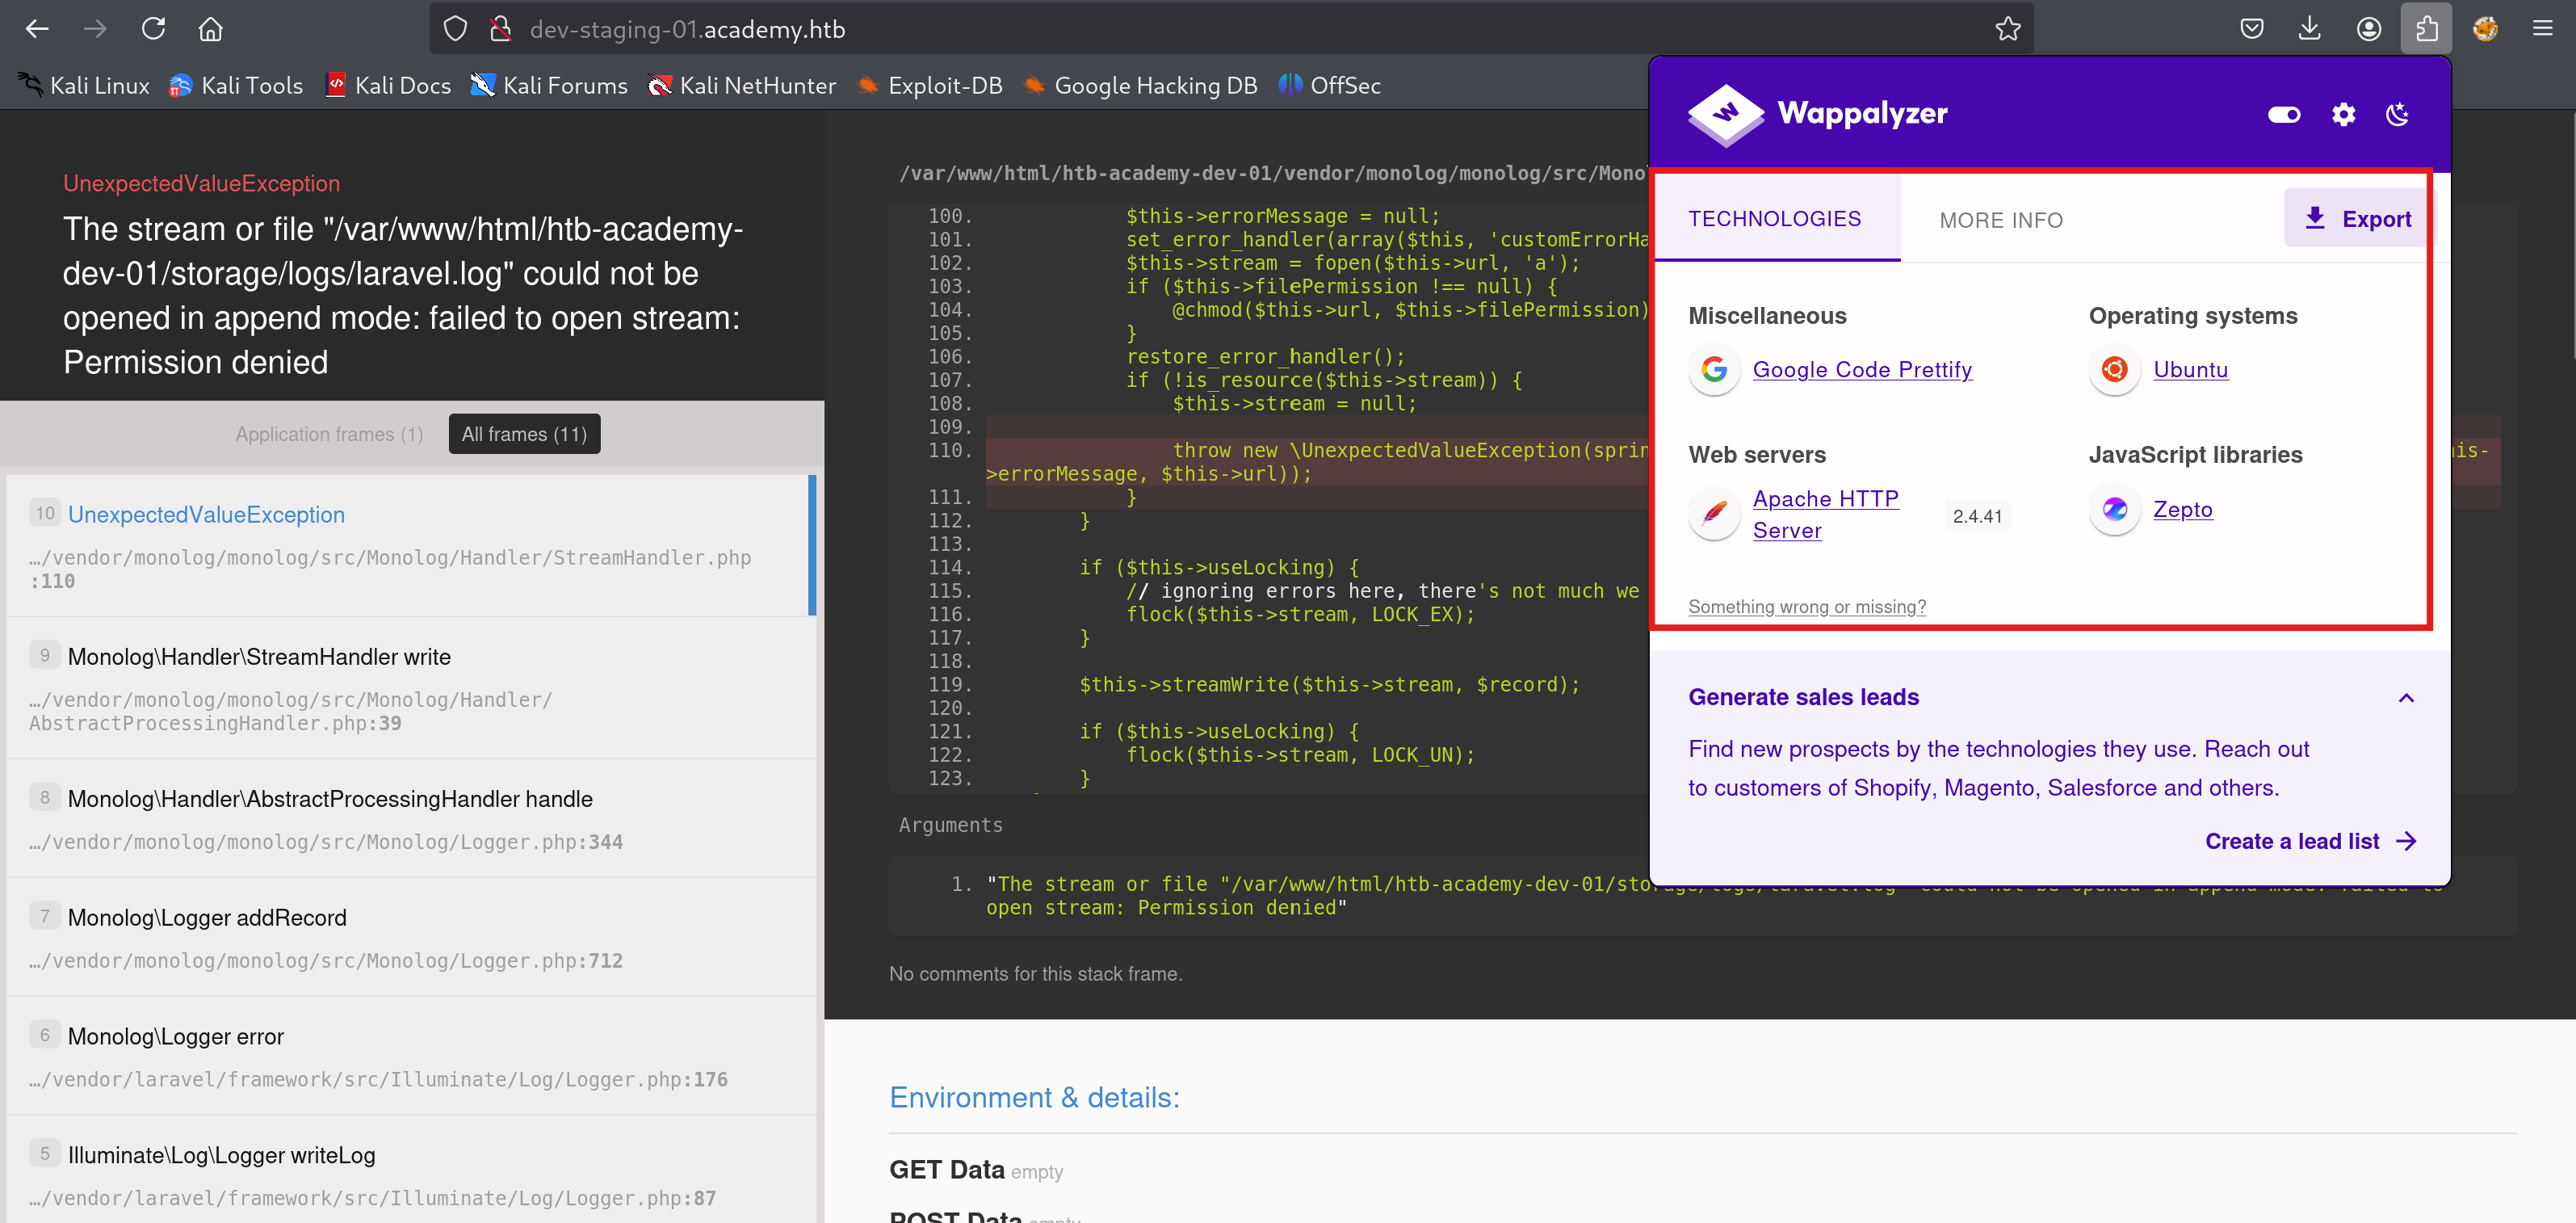 dev-staging-01.academy.htb
Kali Linux Kali Tools Kali Docs Kali Forums Kali NetHunter Exploit-DB Google Hacking DB OffSec
UnexpectedValueException
The stream or file "/var/www/html/htb-academy-
dev-01/storage/logs/laravel.log" could not be
opened in append mode: failed to open stream:
Permission denied
Application frames (1) All frames (11)
10 UnexpectedValueException
…/vendor/monolog/monolog/src/Monolog/Handler/StreamHandler.php
:110
9 Monolog\Handler\StreamHandler write
…/vendor/monolog/monolog/src/Monolog/Handler/
AbstractProcessingHandler.php:39
8 Monolog\Handler\AbstractProcessingHandler handle
…/vendor/monolog/monolog/src/Monolog/Logger.php:344
7 Monolog\Logger addRecord
…/vendor/monolog/monolog/src/Monolog/Logger.php:712
6 Monolog\Logger error
…/vendor/laravel/framework/src/Illuminate/Log/Logger.php:176
5 Illuminate\Log\Logger writeLog
…/vendor/laravel/framework/src/Illuminate/Log/Logger.php:87
/var/www/html/htb-academy-dev-01/vendor/monolog/monolog/src/Mono
100. $this->errorMessage = null;
101. set_error_handler(array($this, 'customErrorHa
102. $this->stream = fopen($this->url, 'a');
103. if ($this->filePermission !== null) {
104. @chmod($this->url, $this->filePermission)
105. }
106. restore_error_handler();
107. if (!is_resource($this->stream)) {
108. $this->stream = null;
109.
110. throw new \UnexpectedValueException(sprin is-
>errorMessage, $this->url));
111. }
112. }
113.
114. if ($this->useLocking) {
115. // ignoring errors here, there's not much we
116. flock($this->stream, LOCK_EX);
117. }
118.
119. $this->streamWrite($this->stream, $record);
120.
121. if ($this->useLocking) {
122. flock($this->stream, LOCK_UN);
123. }
Arguments
1. "The stream or file "/var/www/html/htb-academy-dev-01/storage/logs/laravel.log" could not be opened in append mode: failed to
open stream: Permission denied"
No comments for this stack frame.
Environment & details:
GET Data empty
POST Data empty
Wappalyzer
TECHNOLOGIES MORE INFO Export
Miscellaneous
Google Code Prettify
Operating systems
Ubuntu
Web servers
Apache HTTP
Server 2.4.41
JavaScript libraries
Zepto
Something wrong or missing?
Generate sales leads
Find new prospects by the technologies they use. Reach out
to customers of Shopify, Magento, Salesforce and others.
Create a lead list